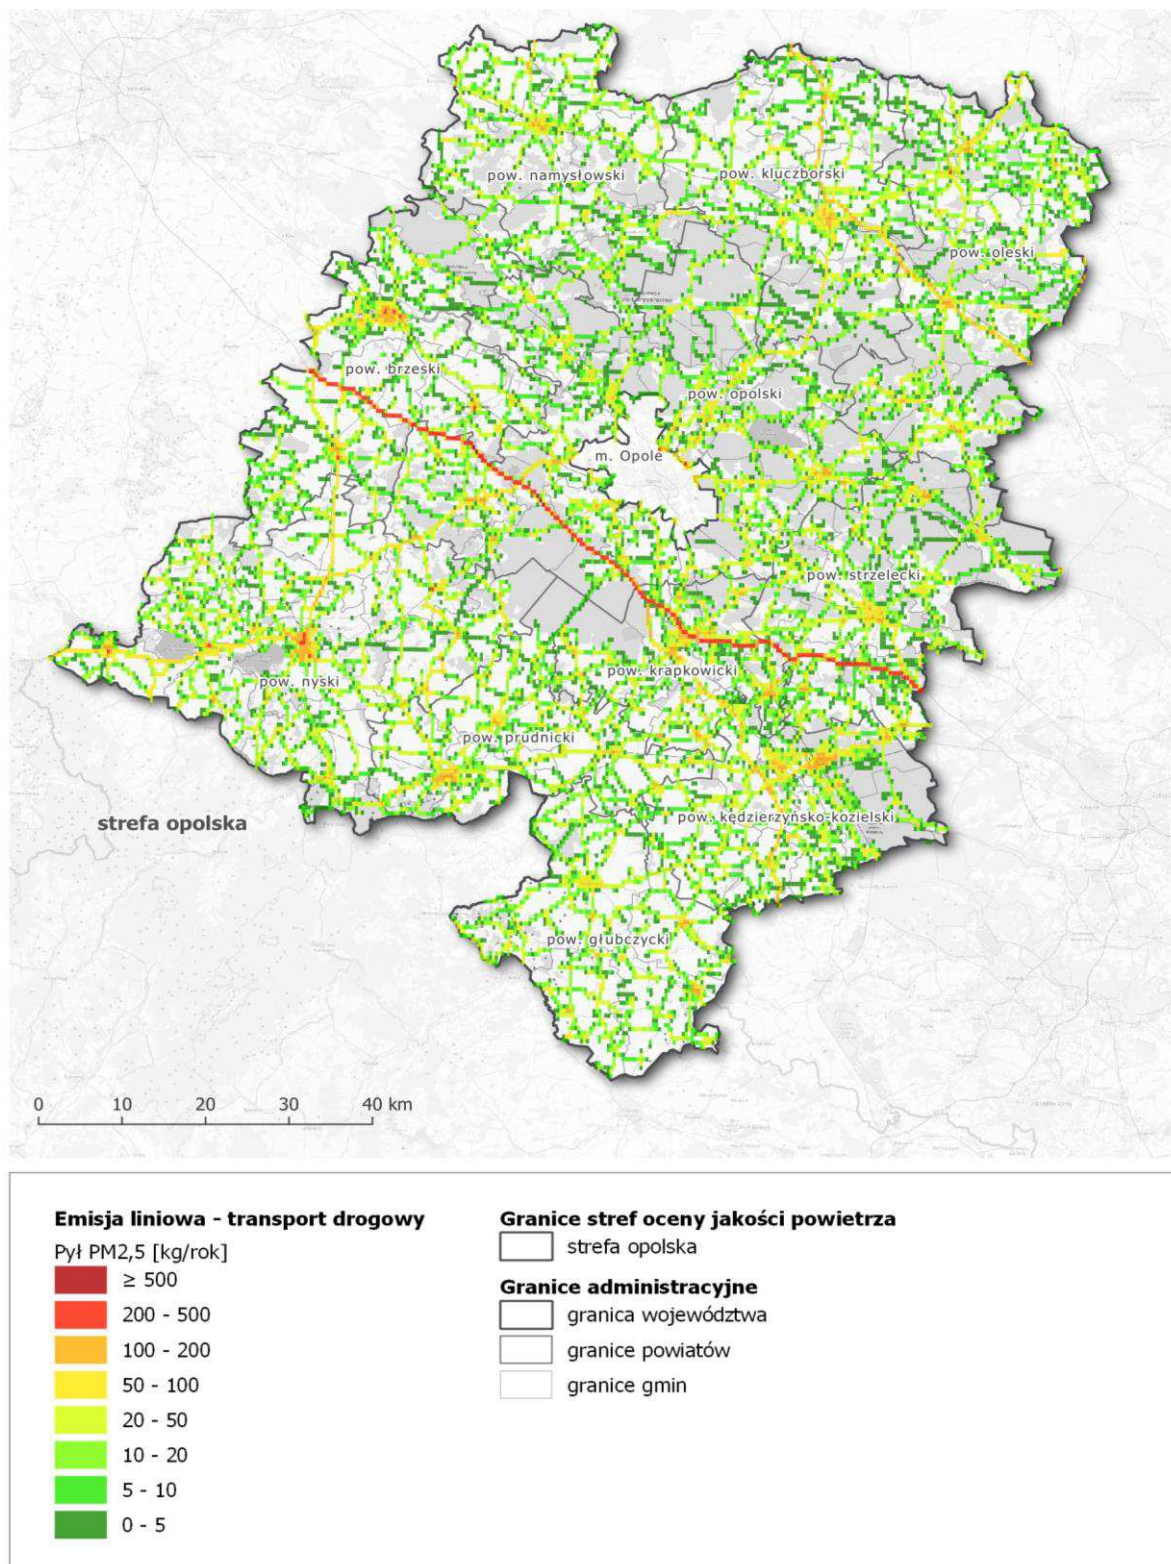 pow. namysłowski
pow. kluczborski
pow. oleski
pow. brzeski
pow. opolski
m. Opole
pow. strzelecki
pow. krapkowicki
pow. nyski
pow. prudnicki
strefa opolska
pow. kędzierzyńsko-kozielski
pow. głubczycki
0 10 20 30 40 km
Emisja liniowa - transport drogowy
Pył PM2,5 [kg/rok]
≥ 500
200 - 500
100 - 200
50 - 100
20 - 50
10 - 20
5 - 10
0 - 5
Granice stref oceny jakości powietrza
strefa opolska
Granice administracyjne
granica województwa
granice powiatów
granice gmin